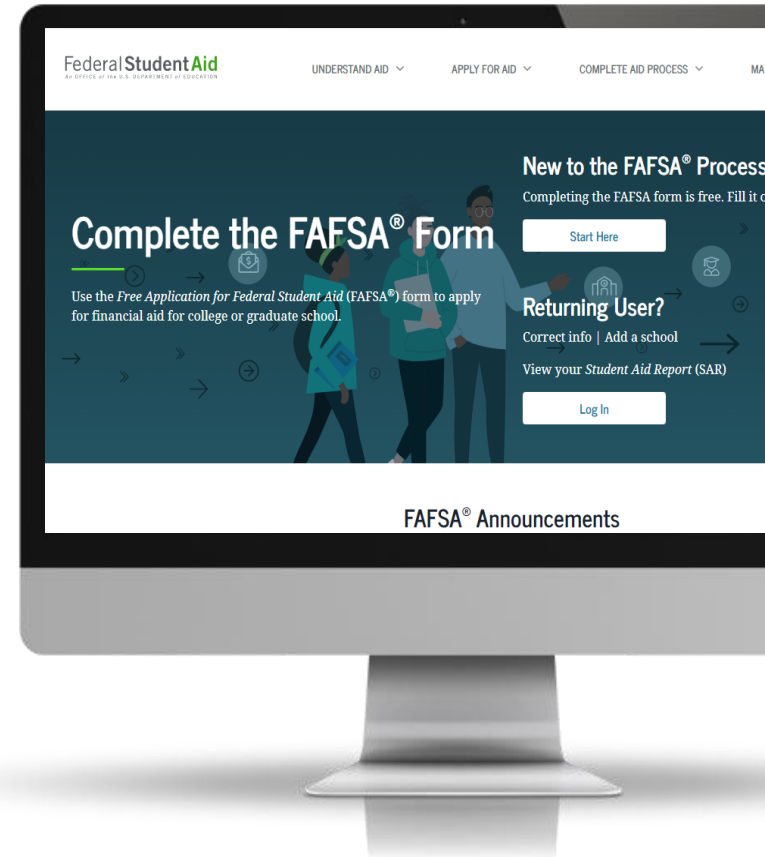 Federal Student Aid
An OFFICE of the U.S. DEPARTMENT of EDUCATION
UNDERSTAND AID
APPLY FOR AID
COMPLETE AID PROCESS
MA
Complete the FAFSA® Form
Use the Free Application for Federal Student Aid (FAFSA®) form to apply
for financial aid for college or graduate school.
New to the FAFSA® Process
Completing the FAFSA form is free. Fill it o
Start Here
Returning User?
Correct info | Add a school
View your Student Aid Report (SAR)
Log In
FAFSA® Announcements